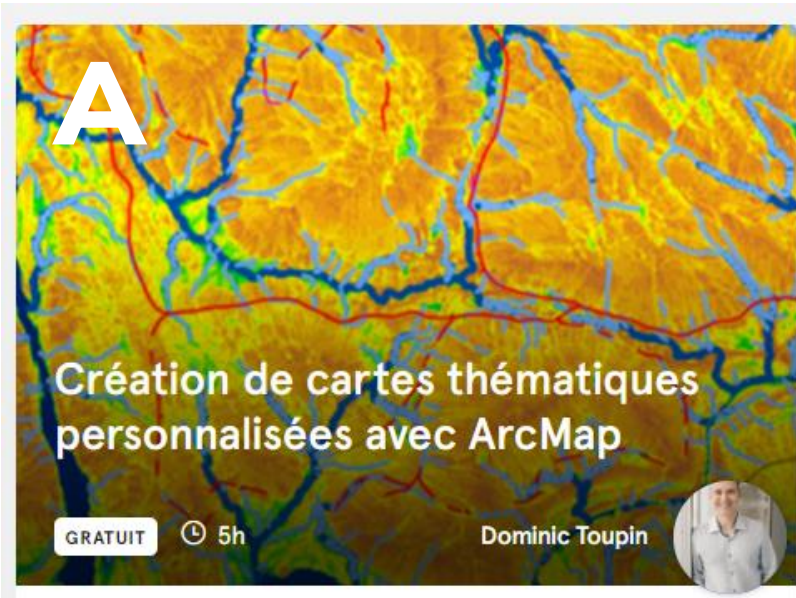 A
Création de cartes thématiques
personnalisées avec ArcMap
GRATUIT 5h Dominic Toupin